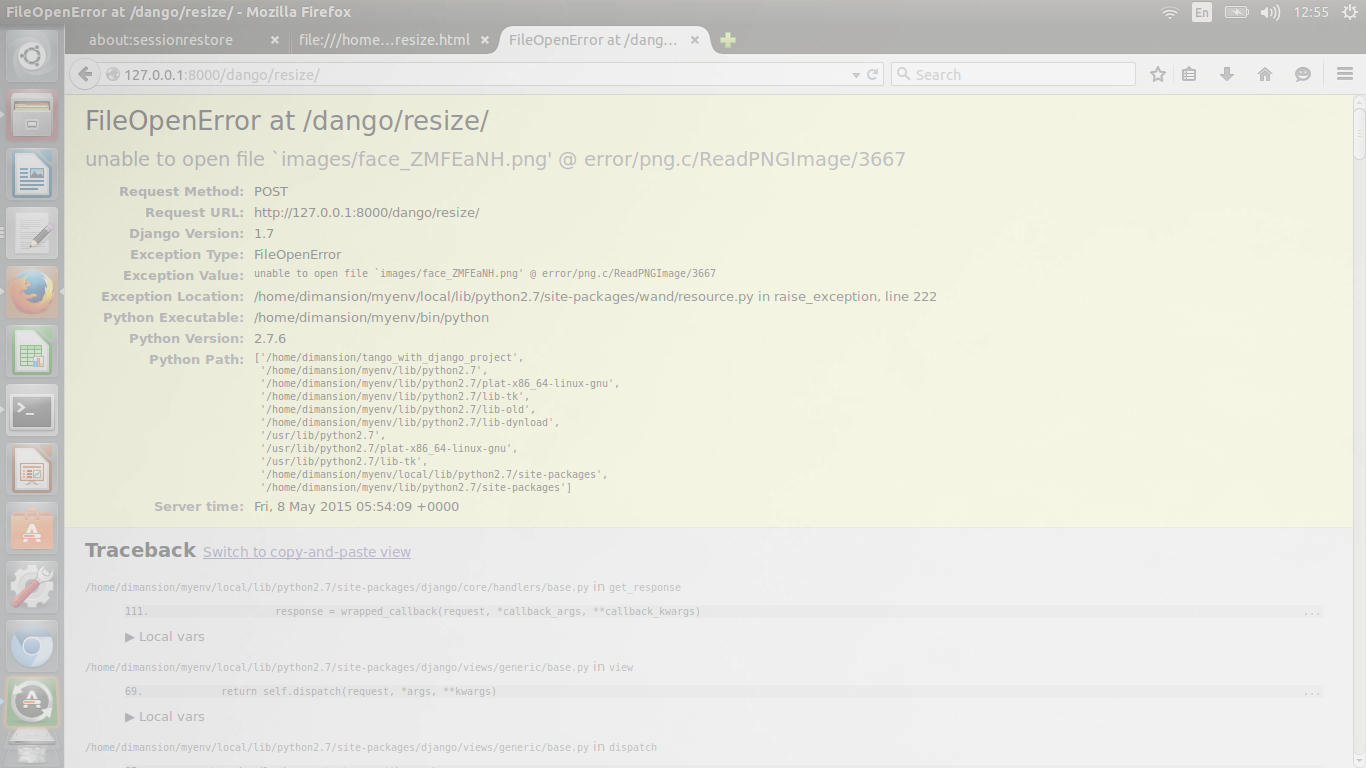 FileOpenError at /dango/resize/ - Mozilla Firefox
En
12:55
about:sessionrestore
file:///home…resize.html
FileOpenError at /dang…
127.0.0.1:8000/dango/resize/
Search
FileOpenError at /dango/resize/
unable to open file `images/face_ZMFEaNH.png' @ error/png.c/ReadPNGImage/3667
Request Method: POST
Request URL: http://127.0.0.1:8000/dango/resize/
Django Version: 1.7
Exception Type: FileOpenError
Exception Value: unable to open file `images/face_ZMFEaNH.png' @ error/png.c/ReadPNGImage/3667
Exception Location: /home/dimansion/myenv/local/lib/python2.7/site-packages/wand/resource.py in raise_exception, line 222
Python Executable: /home/dimansion/myenv/bin/python
Python Version: 2.7.6
Python Path: ['/home/dimansion/tango_with_django_project',
'/home/dimansion/myenv/lib/python2.7',
'/home/dimansion/myenv/lib/python2.7/plat-x86_64-linux-gnu',
'/home/dimansion/myenv/lib/python2.7/lib-tk',
'/home/dimansion/myenv/lib/python2.7/lib-old',
'/home/dimansion/myenv/lib/python2.7/lib-dynload',
'/usr/lib/python2.7',
'/usr/lib/python2.7/plat-x86_64-linux-gnu',
'/usr/lib/python2.7/lib-tk',
'/home/dimansion/myenv/local/lib/python2.7/site-packages',
'/home/dimansion/myenv/lib/python2.7/site-packages']
Server time: Fri, 8 May 2015 05:54:09 +0000
Traceback Switch to copy-and-paste view
/home/dimansion/myenv/local/lib/python2.7/site-packages/django/core/handlers/base.py in get_response
111. response = wrapped_callback(request, *callback_args, **callback_kwargs) ...
▶ Local vars
/home/dimansion/myenv/local/lib/python2.7/site-packages/django/views/generic/base.py in view
69. return self.dispatch(request, *args, **kwargs) ...
▶ Local vars
/home/dimansion/myenv/local/lib/python2.7/site-packages/django/views/generic/base.py in dispatch